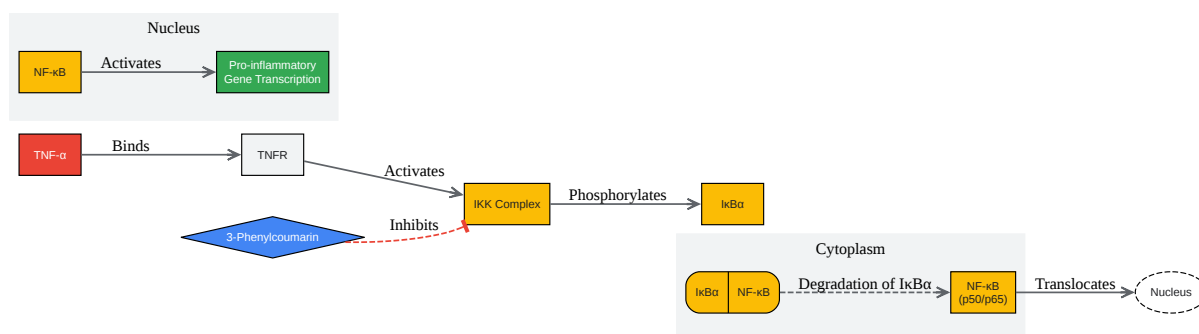 Nucleus
NF-κB
Activates
Pro-inflammatory
Gene Transcription
TNF-α
Binds
TNFR
Activates
IKK Complex
Phosphorylates
IκBα
3-Phenylcoumarin
Inhibits
Cytoplasm
IκBα
NF-κB
Degradation of IκBα
NF-κB
(p50/p65)
Translocates
Nucleus